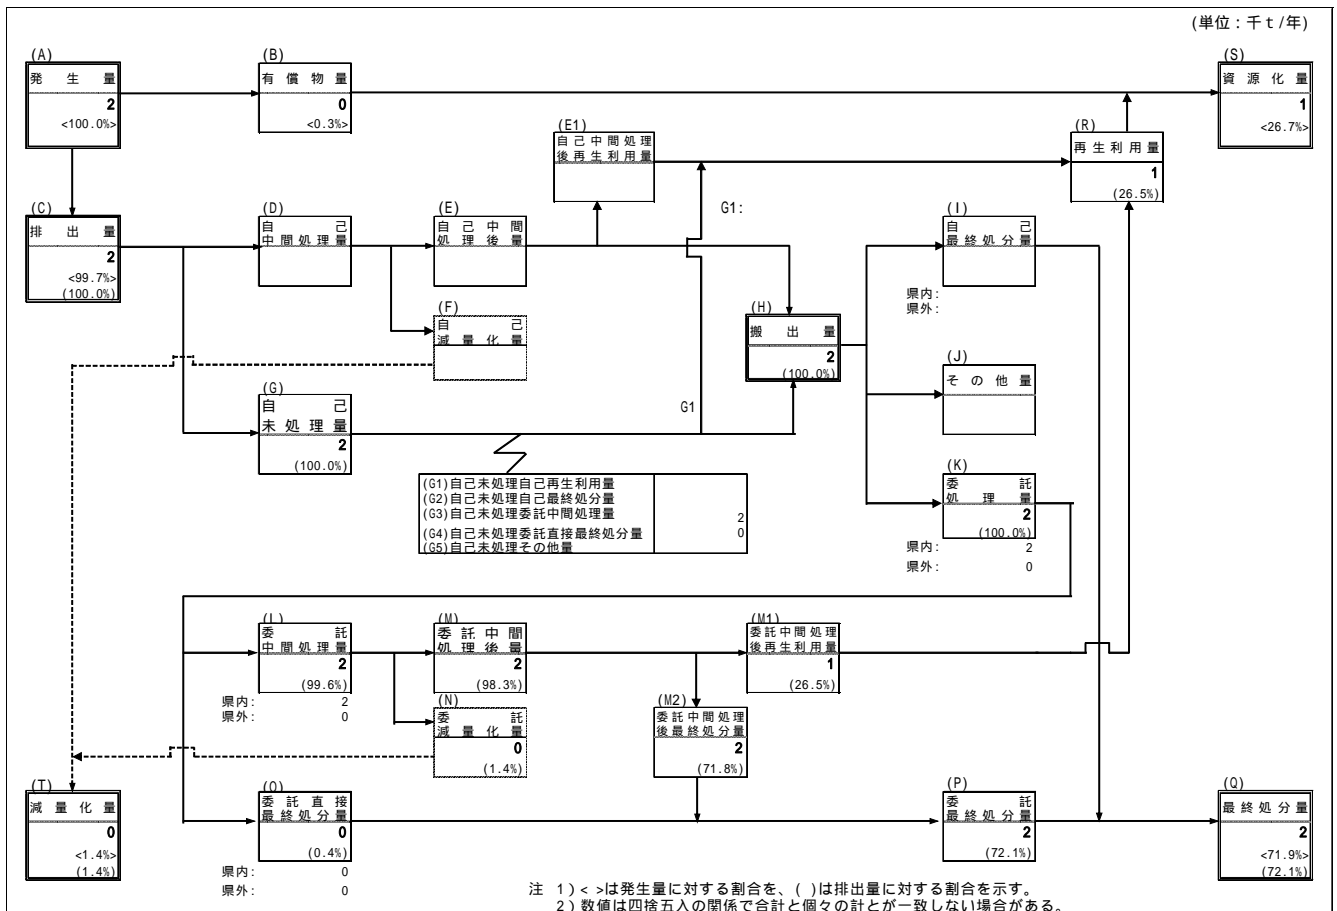 (単位：千ｔ/年)
(A)
発生量
2
<100.0%>
(B)
有償物量
0
<0.3%>
(S)
資源化量
1
<26.7%>
(E1)
自己中間処理
後再生利用量
(R)
再生利用量
1
(26.5%)
(C)
排出量
2
<99.7%>
(100.0%)
(D)
自己
中間処理量
(E)
自己中間
処理後量
G1:
(I)
自己
最終処分量
県内:
県外:
(F)
自己
減量化量
(H)
搬出量
2
(100.0%)
(J)
その他量
(G)
自己
未処理量
2
(100.0%)
G1
(G1)自己未処理自己再生利用量
(G2)自己未処理自己最終処分量
(G3)自己未処理委託中間処理量 2
(G4)自己未処理委託直接最終処分量 0
(G5)自己未処理その他量
(K)
委託
処理量
2
(100.0%)
県内: 2
県外: 0
(L)
委託
中間処理量
2
(99.6%)
県内: 2
県外: 0
(M)
委託中間
処理後量
2
(98.3%)
(M1)
委託中間処理
後再生利用量
1
(26.5%)
(N)
委託
減量化量
0
(1.4%)
(M2)
委託中間処理
後最終処分量
2
(71.8%)
(T)
減量化量
0
<1.4%>
(1.4%)
(O)
委託直接
最終処分量
0
(0.4%)
県内: 0
県外: 0
(P)
委託
最終処分量
2
(72.1%)
(Q)
最終処分量
2
<71.9%>
(72.1%)
注 1)< >は発生量に対する割合を、( )は排出量に対する割合を示す。
2)数値は四捨五入の関係で合計と個々の計とが一致しない場合がある。